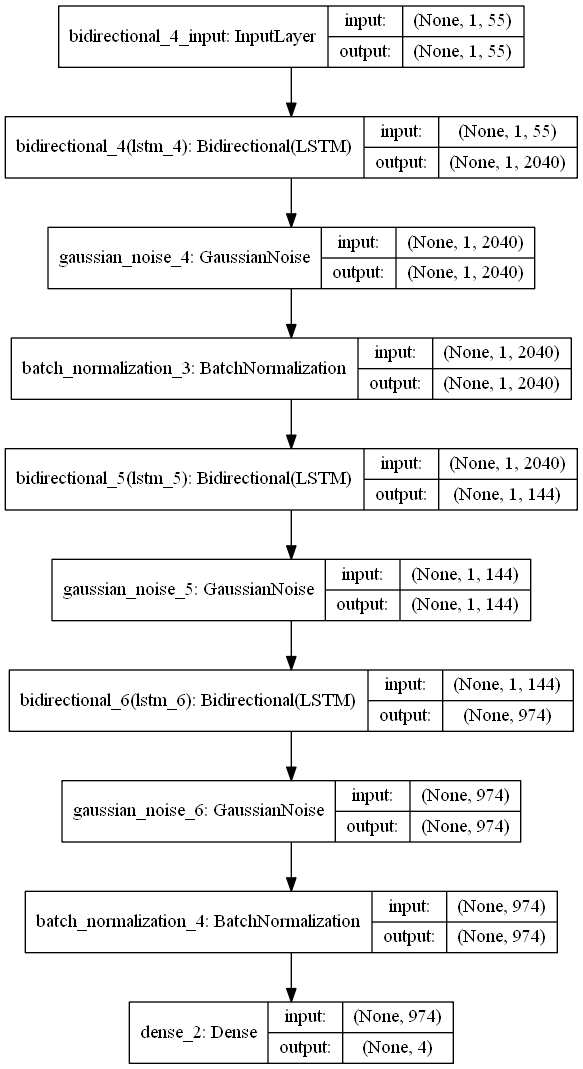 bidirectional_4_input: InputLayer
input: (None, 1, 55)
output: (None, 1, 55)
bidirectional_4(lstm_4): Bidirectional(LSTM)
input: (None, 1, 55)
output: (None, 1, 2040)
gaussian_noise_4: GaussianNoise
input: (None, 1, 2040)
output: (None, 1, 2040)
batch_normalization_3: BatchNormalization
input: (None, 1, 2040)
output: (None, 1, 2040)
bidirectional_5(lstm_5): Bidirectional(LSTM)
input: (None, 1, 2040)
output: (None, 1, 144)
gaussian_noise_5: GaussianNoise
input: (None, 1, 144)
output: (None, 1, 144)
bidirectional_6(lstm_6): Bidirectional(LSTM)
input: (None, 1, 144)
output: (None, 974)
gaussian_noise_6: GaussianNoise
input: (None, 974)
output: (None, 974)
batch_normalization_4: BatchNormalization
input: (None, 974)
output: (None, 974)
dense_2: Dense
input: (None, 974)
output: (None, 4)